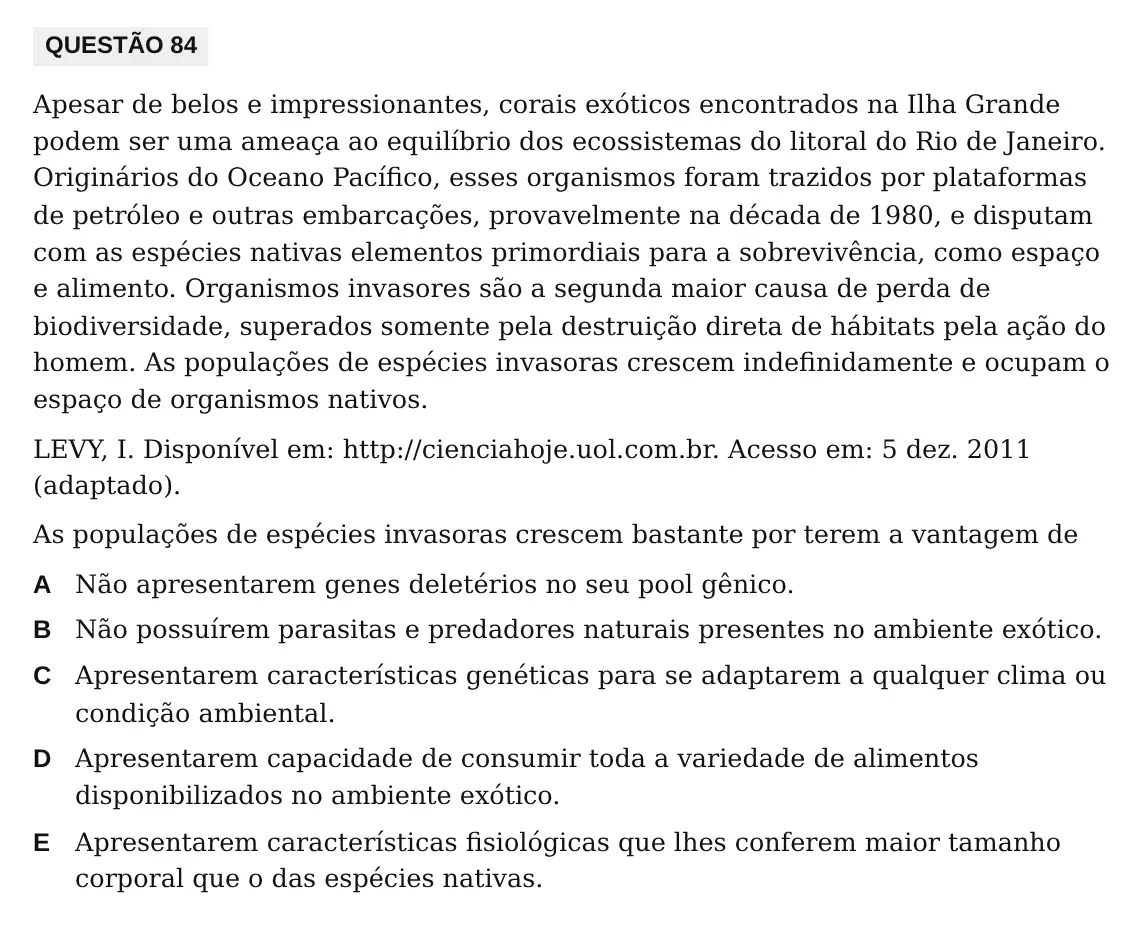 QUESTÃO 84
Apesar de belos e impressionantes, corais exóticos encontrados na Ilha Grande
podem ser uma ameaça ao equilíbrio dos ecossistemas do litoral do Rio de Janeiro.
Originários do Oceano Pacífico, esses organismos foram trazidos por plataformas
de petróleo e outras embarcações, provavelmente na década de 1980, e disputam
com as espécies nativas elementos primordiais para a sobrevivência, como espaço
e alimento. Organismos invasores são a segunda maior causa de perda de
biodiversidade, superados somente pela destruição direta de hábitats pela ação do
homem. As populações de espécies invasoras crescem indefinidamente e ocupam o
espaço de organismos nativos.
LEVY, I. Disponível em: http://cienciahoje.uol.com.br. Acesso em: 5 dez. 2011
(adaptado).
As populações de espécies invasoras crescem bastante por terem a vantagem de
A Não apresentarem genes deletérios no seu pool gênico.
B Não possuírem parasitas e predadores naturais presentes no ambiente exótico.
C Apresentarem características genéticas para se adaptarem a qualquer clima ou
condição ambiental.
D Apresentarem capacidade de consumir toda a variedade de alimentos
disponibilizados no ambiente exótico.
E Apresentarem características fisiológicas que lhes conferem maior tamanho
corporal que o das espécies nativas.